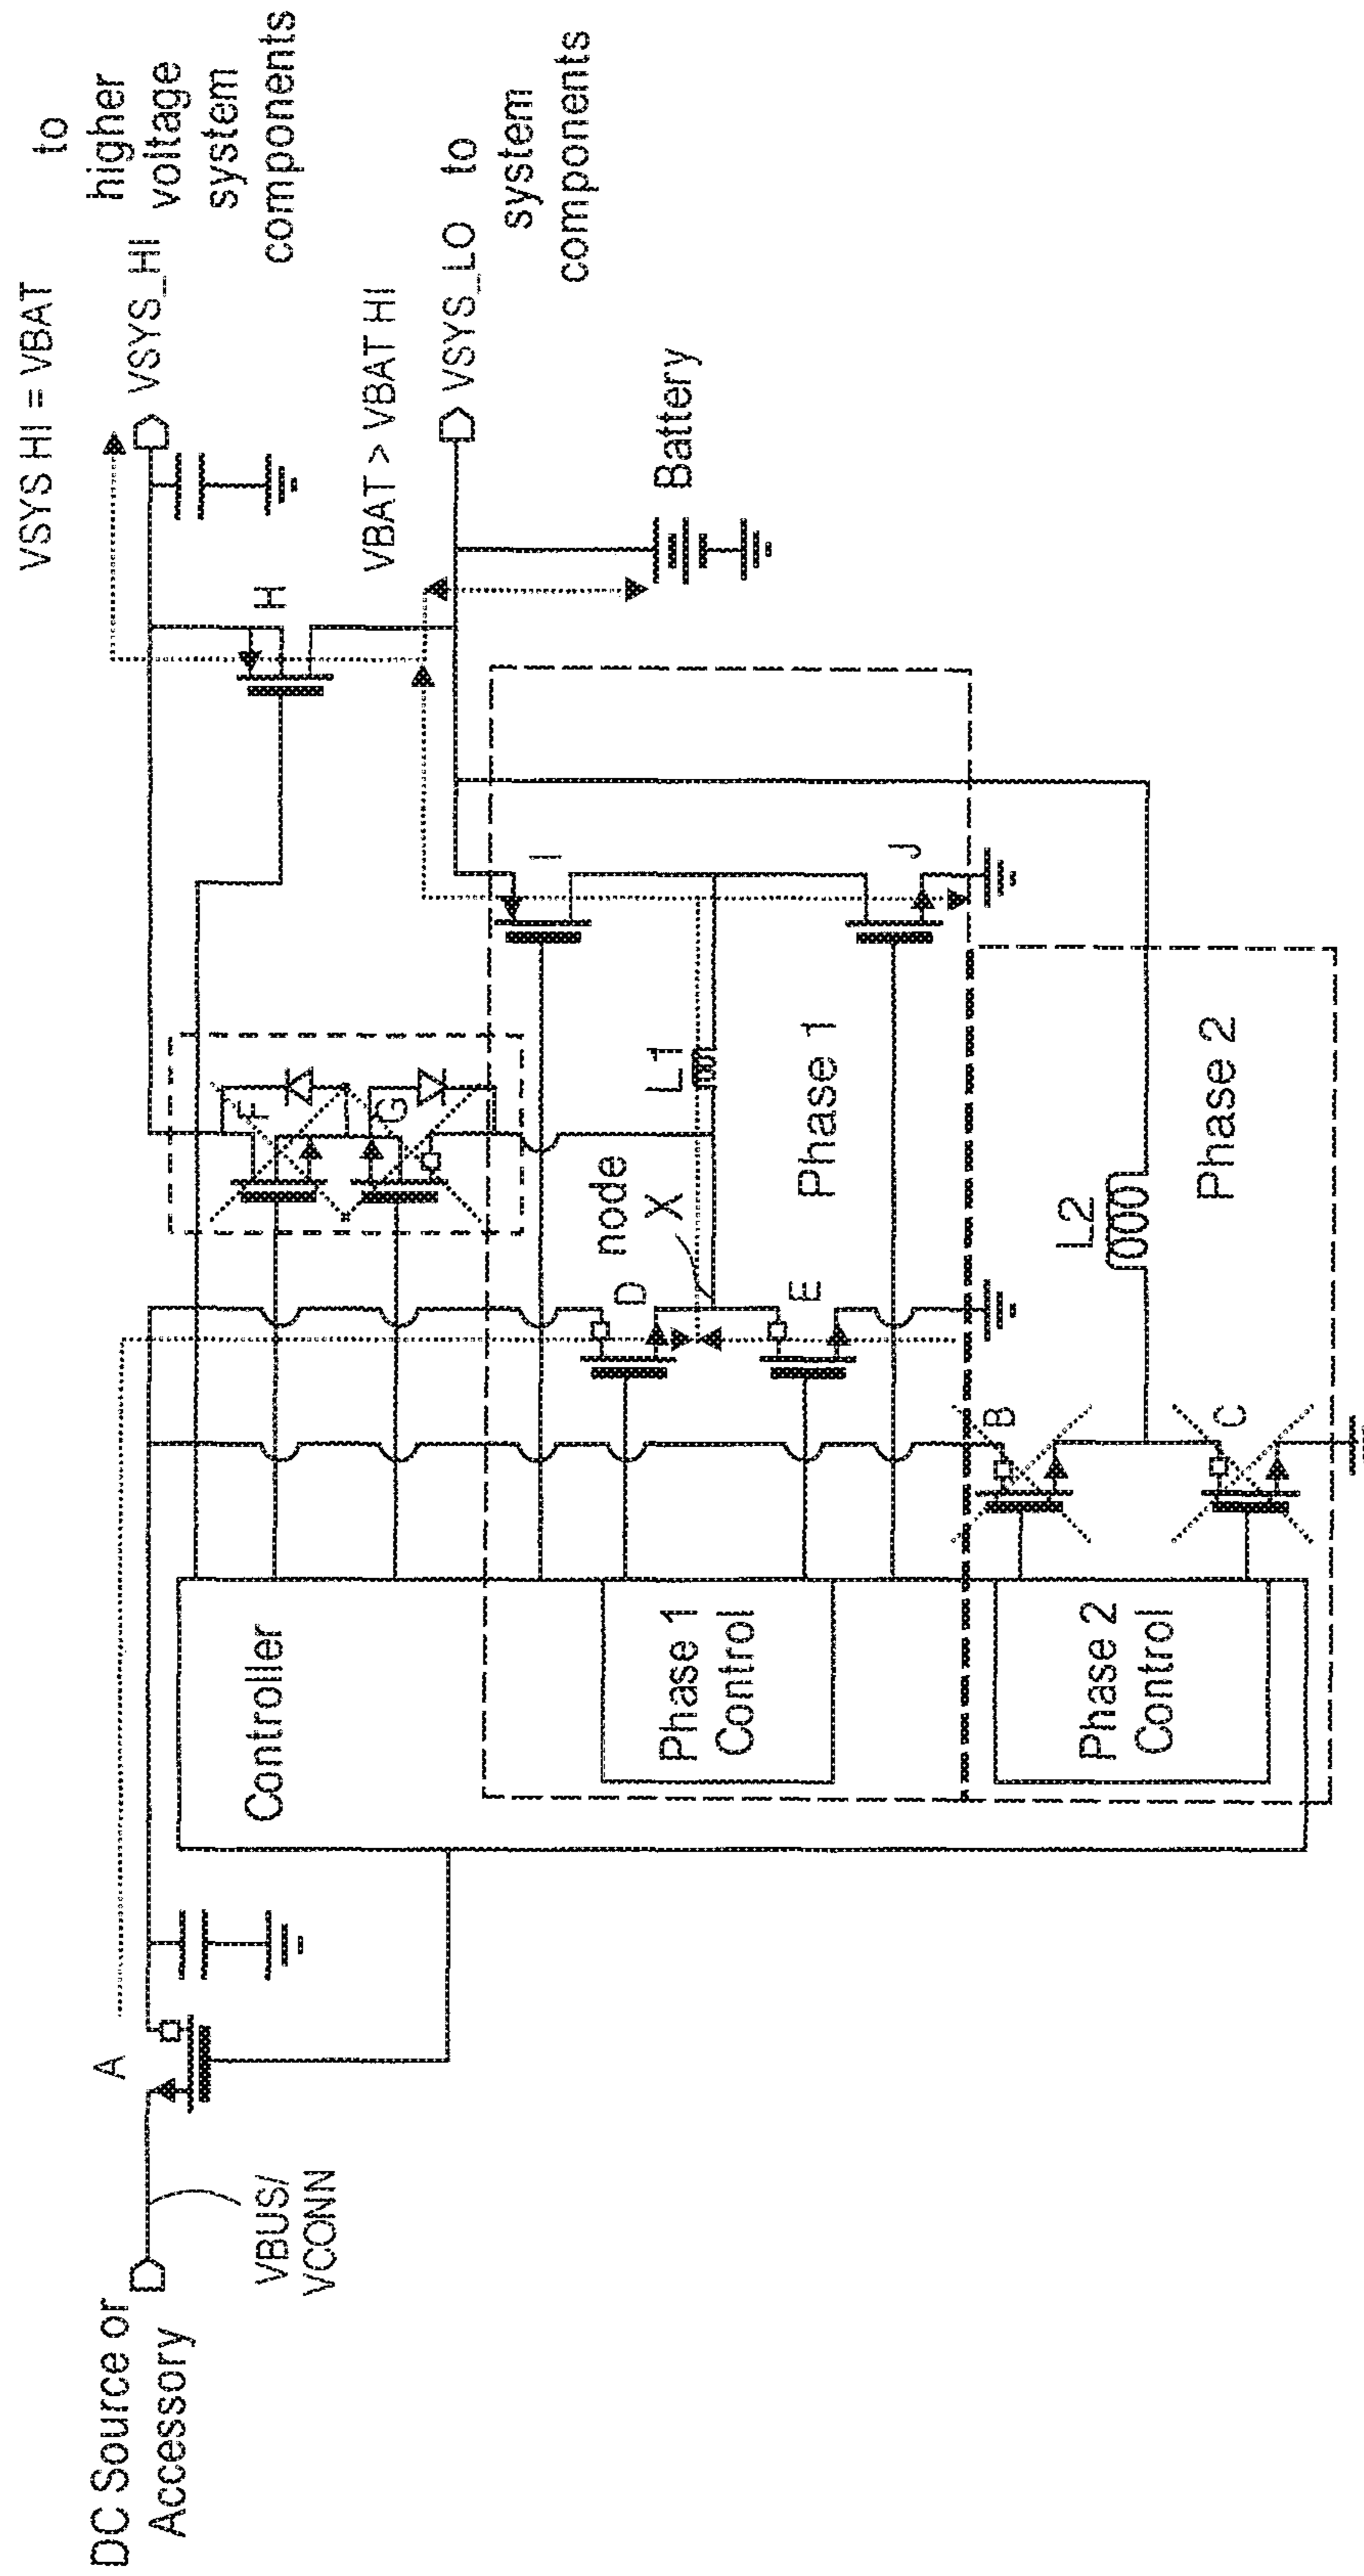 DC Source or
Accessory
VBUS/
VCONN
A
Controller
Phase 1
Control
Phase 2
Control
B
C
D
E
node
X
F
G
L1
Phase 1
L2
Phase 2
I
J
H
VSYS HI = VBAT
VBAT > VBAT HI
Battery
VSYS_HI
to
higher
voltage
system
components
VSYS_LO to
system
components